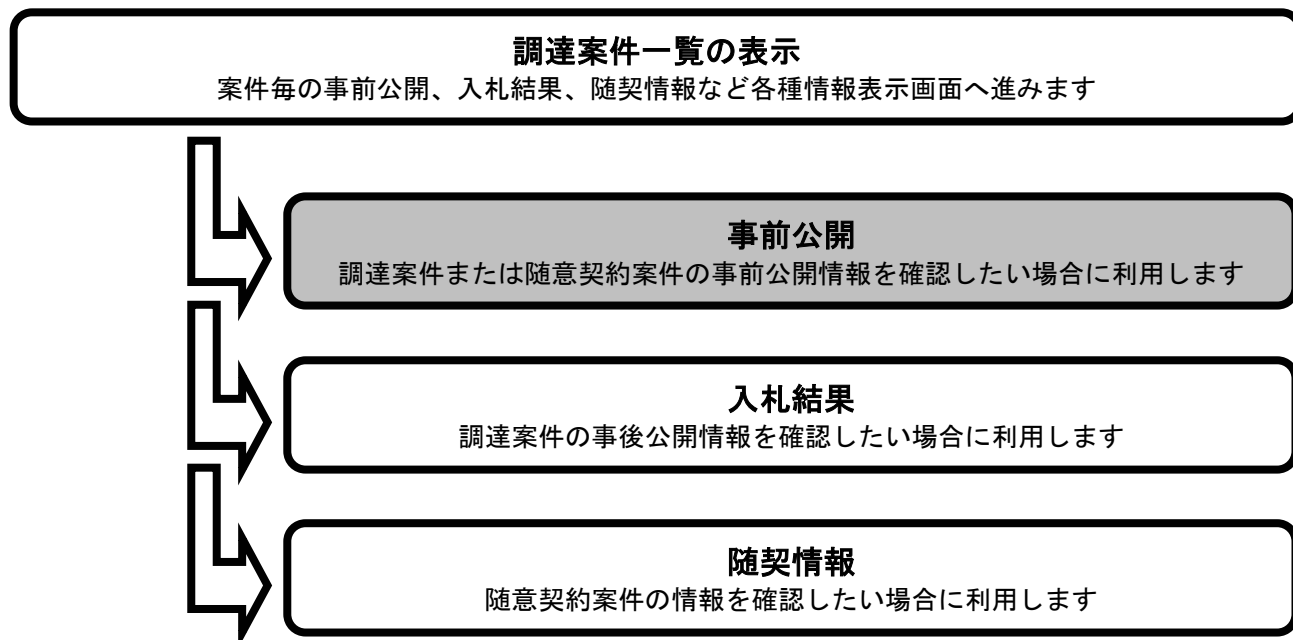 調達案件一覧の表示
案件毎の事前公開、入札結果、随契情報など各種情報表示画面へ進みます
事前公開
調達案件または随意契約案件の事前公開情報を確認したい場合に利用します
入札結果
調達案件の事後公開情報を確認したい場合に利用します
随契情報
随意契約案件の情報を確認したい場合に利用します